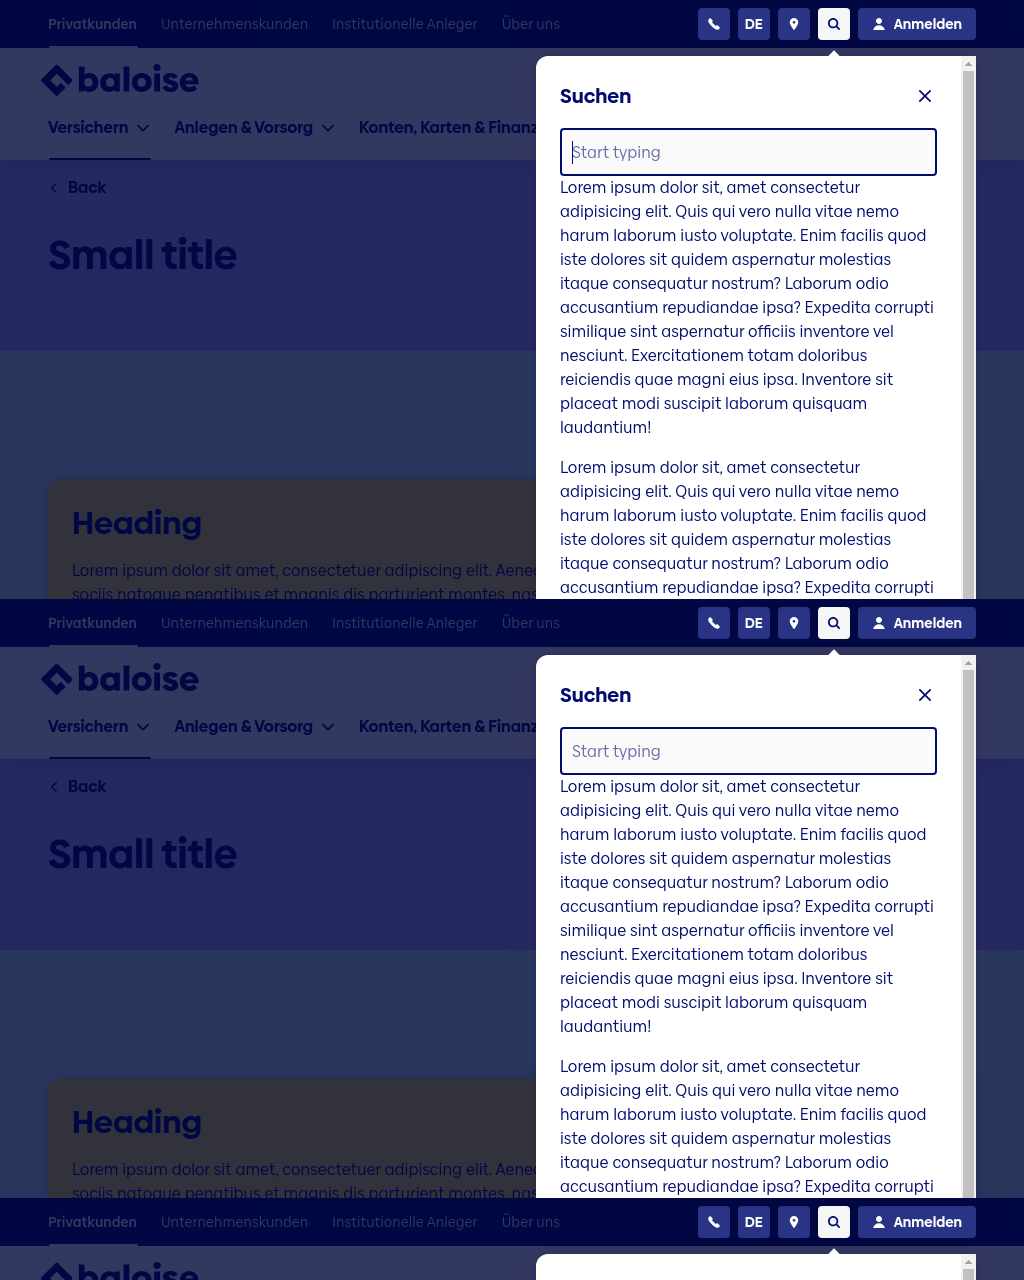 Privatkunden Unternehmenskunden Institutionelle Anleger Über uns DE Anmelden
baloise
Suchen
Versichern Anlegen & Vorsorg Konten, Karten & Finanz
Start typing
Back
Small title
Lorem ipsum dolor sit, amet consectetur
adipisicing elit. Quis qui vero nulla vitae nemo
harum laborum iusto voluptate. Enim facilis quod
iste dolores sit quidem aspernatur molestias
itaque consequatur nostrum? Laborum odio
accusantium repudiandae ipsa? Expedita corrupti
similique sint aspernatur officiis inventore vel
nesciunt. Exercitationem totam doloribus
reiciendis quae magni eius ipsa. Inventore sit
placeat modi suscipit laborum quisquam
laudantium!
Lorem ipsum dolor sit, amet consectetur
adipisicing elit. Quis qui vero nulla vitae nemo
harum laborum iusto voluptate. Enim facilis quod
iste dolores sit quidem aspernatur molestias
itaque consequatur nostrum? Laborum odio
accusantium repudiandae ipsa? Expedita corrupti
Heading
Lorem ipsum dolor sit amet, consectetuer adipiscing elit. Aenea
sociis natoque penatibus et magnis dis parturient montes, nas
Privatkunden Unternehmenskunden Institutionelle Anleger Über uns DE Anmelden
baloise
Suchen
Versichern Anlegen & Vorsorg Konten, Karten & Finanz
Start typing
Back
Small title
Lorem ipsum dolor sit, amet consectetur
adipisicing elit. Quis qui vero nulla vitae nemo
harum laborum iusto voluptate. Enim facilis quod
iste dolores sit quidem aspernatur molestias
itaque consequatur nostrum? Laborum odio
accusantium repudiandae ipsa? Expedita corrupti
similique sint aspernatur officiis inventore vel
nesciunt. Exercitationem totam doloribus
reiciendis quae magni eius ipsa. Inventore sit
placeat modi suscipit laborum quisquam
laudantium!
Lorem ipsum dolor sit, amet consectetur
adipisicing elit. Quis qui vero nulla vitae nemo
harum laborum iusto voluptate. Enim facilis quod
iste dolores sit quidem aspernatur molestias
itaque consequatur nostrum? Laborum odio
accusantium repudiandae ipsa? Expedita corrupti
Heading
Lorem ipsum dolor sit amet, consectetuer adipiscing elit. Aenea
sociis natoque penatibus et magnis dis parturient montes, nas
Privatkunden Unternehmenskunden Institutionelle Anleger Über uns DE Anmelden
baloise